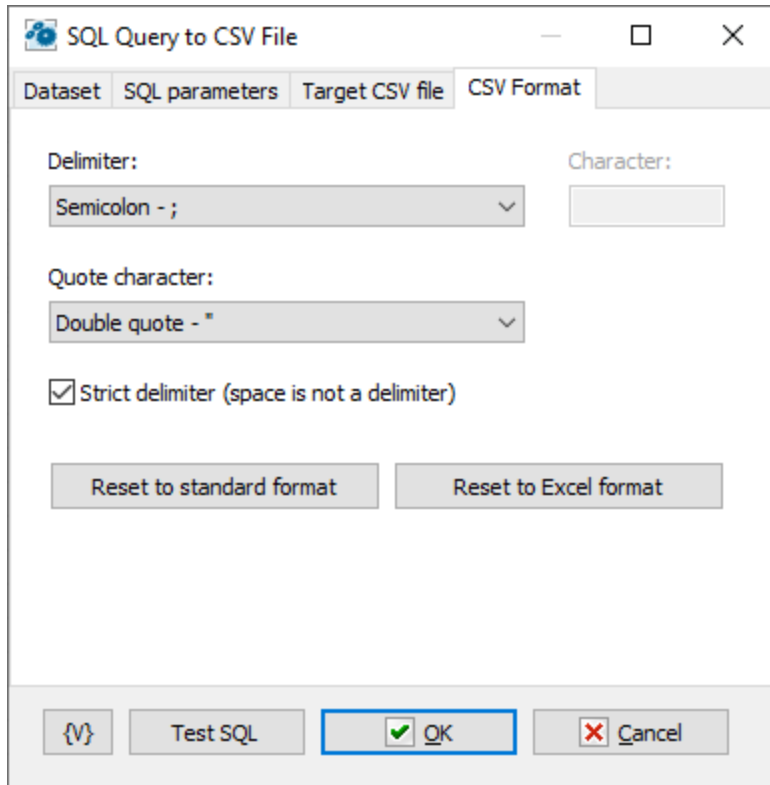 SQL Query to CSV File
Dataset SQL parameters Target CSV file CSV Format
Delimiter: Character:
Semicolon - ;
Quote character:
Double quote - "
Strict delimiter (space is not a delimiter)
Reset to standard format Reset to Excel format
{V} Test SQL OK Cancel